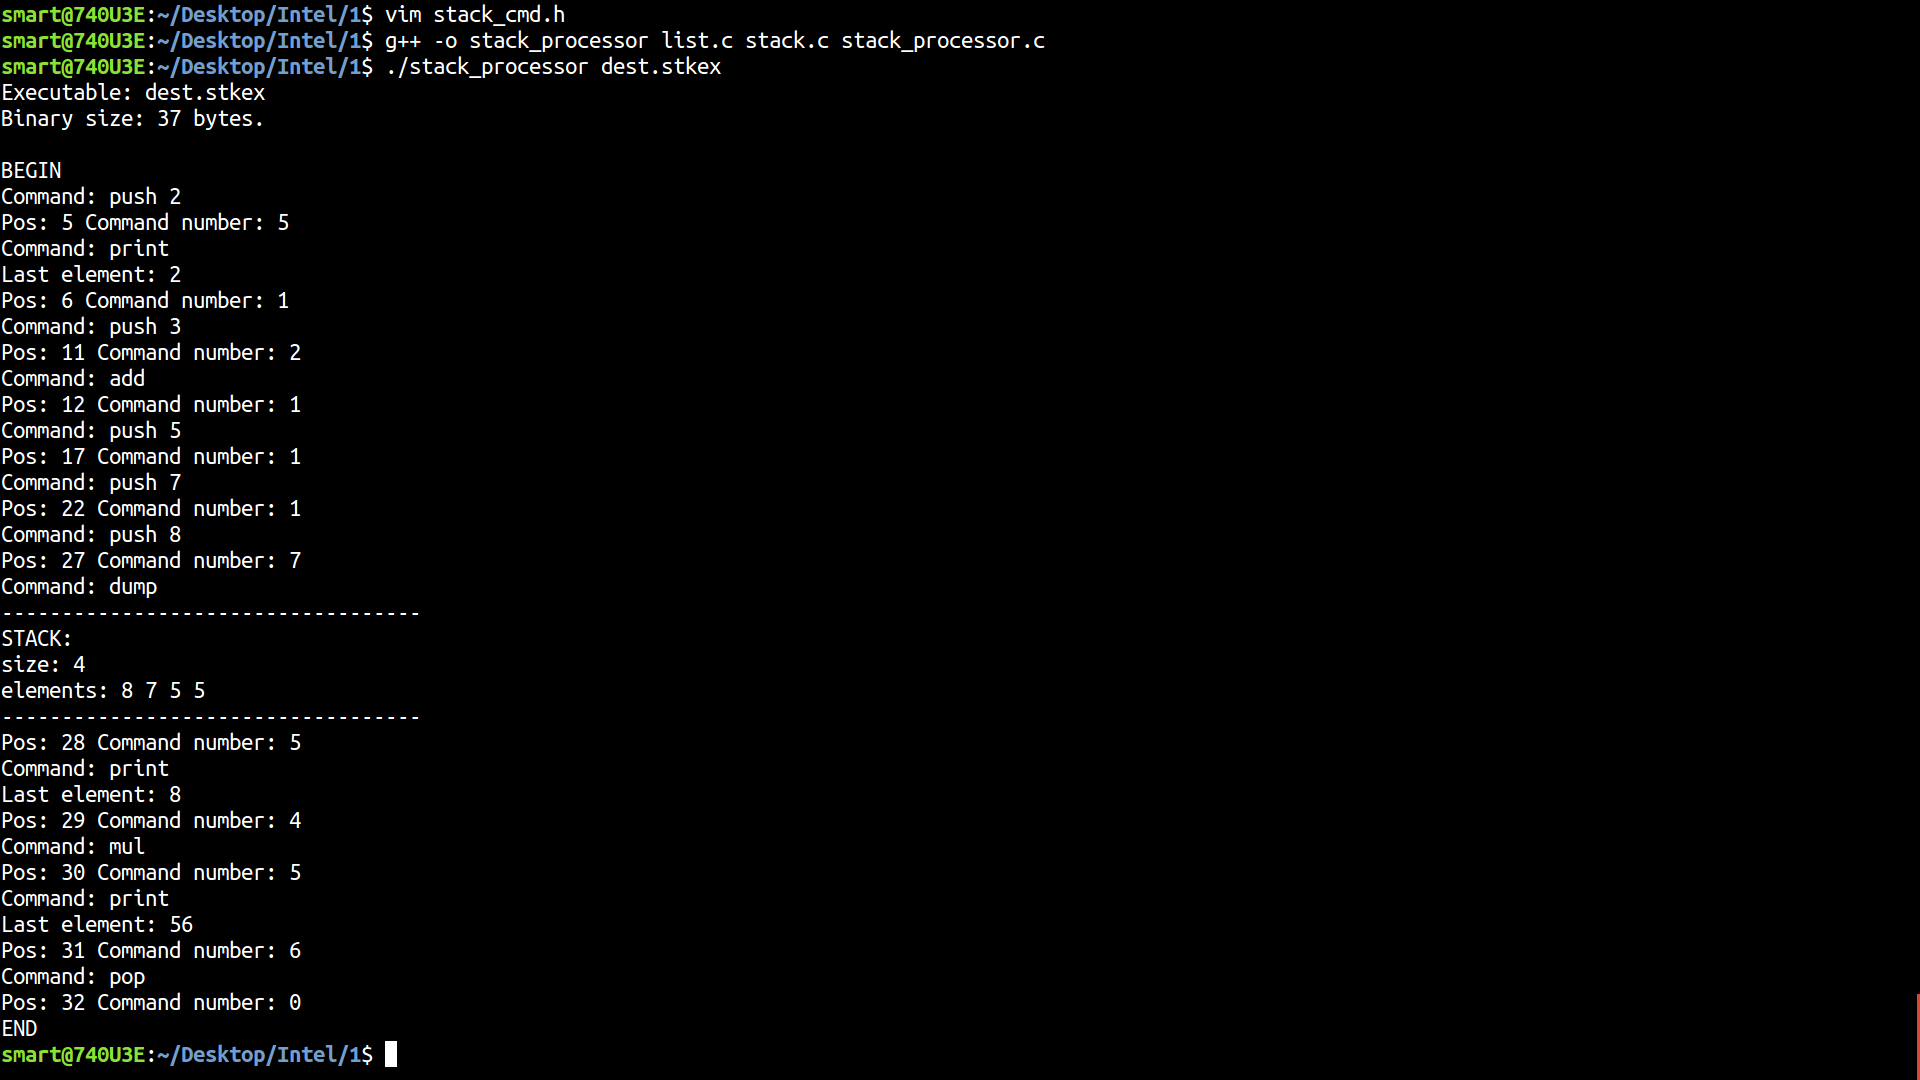 smart@740U3E:~/Desktop/Intel/1$ vim stack_cmd.h
smart@740U3E:~/Desktop/Intel/1$ g++ -o stack_processor list.c stack.c stack_processor.c
smart@740U3E:~/Desktop/Intel/1$ ./stack_processor dest.stkex
Executable: dest.stkex
Binary size: 37 bytes.

BEGIN
Command: push 2
Pos: 5 Command number: 5
Command: print
Last element: 2
Pos: 6 Command number: 1
Command: push 3
Pos: 11 Command number: 2
Command: add
Pos: 12 Command number: 1
Command: push 5
Pos: 17 Command number: 1
Command: push 7
Pos: 22 Command number: 1
Command: push 8
Pos: 27 Command number: 7
Command: dump
-----------------------------------
STACK:
size: 4
elements: 8 7 5 5
-----------------------------------
Pos: 28 Command number: 5
Command: print
Last element: 8
Pos: 29 Command number: 4
Command: mul
Pos: 30 Command number: 5
Command: print
Last element: 56
Pos: 31 Command number: 6
Command: pop
Pos: 32 Command number: 0
END
smart@740U3E:~/Desktop/Intel/1$